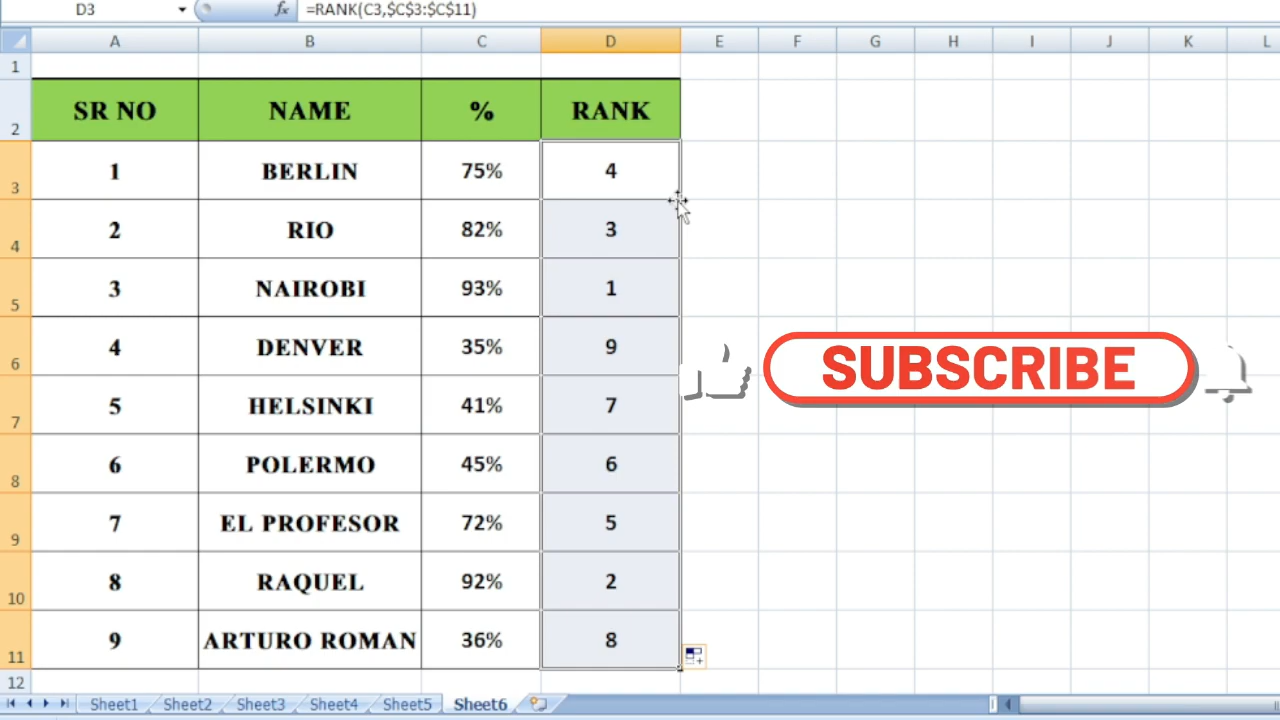 D3 fx =RANK(C3,$C$3:$C$11)
A B C D E F G H I J K L
1
2 SR NO NAME % RANK
3 1 BERLIN 75% 4
4 2 RIO 82% 3
5 3 NAIROBI 93% 1
6 4 DENVER 35% 9
7 5 HELSINKI 41% 7
8 6 POLERMO 45% 6
9 7 EL PROFESOR 72% 5
10 8 RAQUEL 92% 2
11 9 ARTURO ROMAN 36% 8
12
SUBSCRIBE
Sheet1 Sheet2 Sheet3 Sheet4 Sheet5 Sheet6